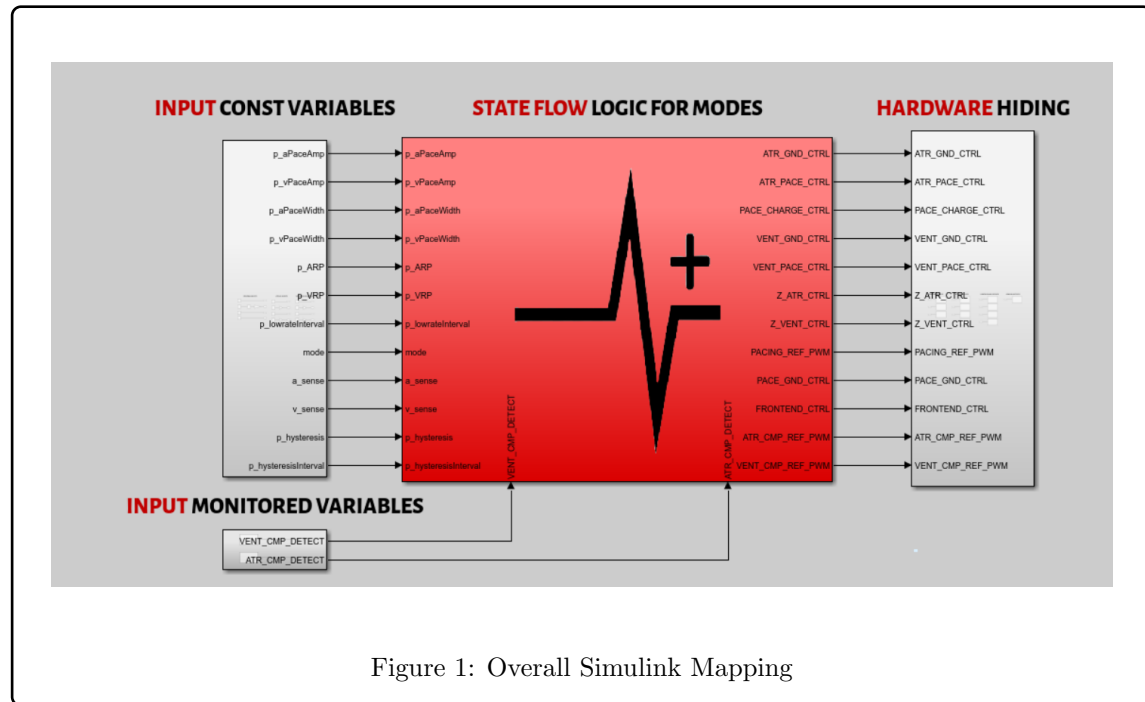 INPUT CONST VARIABLES
STATE FLOW LOGIC FOR MODES
HARDWARE HIDING
p_aPaceAmp
p_vPaceAmp
p_aPaceWidth
p_vPaceWidth
p_ARP
p_VRP
p_lowrateInterval
mode
a_sense
v_sense
p_hysteresis
p_hysteresisInterval
p_aPaceAmp
p_vPaceAmp
p_aPaceWidth
p_vPaceWidth
p_ARP
p_VRP
p_lowrateInterval
mode
a_sense
v_sense
p_hysteresis
p_hysteresisInterval
VENT_CMP_DETECT
ATR_CMP_DETECT
ATR_GND_CTRL
ATR_PACE_CTRL
PACE_CHARGE_CTRL
VENT_GND_CTRL
VENT_PACE_CTRL
Z_ATR_CTRL
Z_VENT_CTRL
PACING_REF_PWM
PACE_GND_CTRL
FRONTEND_CTRL
ATR_CMP_REF_PWM
VENT_CMP_REF_PWM
ATR_GND_CTRL
ATR_PACE_CTRL
PACE_CHARGE_CTRL
VENT_GND_CTRL
VENT_PACE_CTRL
Z_ATR_CTRL
Z_VENT_CTRL
PACING_REF_PWM
PACE_GND_CTRL
FRONTEND_CTRL
ATR_CMP_REF_PWM
VENT_CMP_REF_PWM
INPUT MONITORED VARIABLES
VENT_CMP_DETECT
ATR_CMP_DETECT
Figure 1: Overall Simulink Mapping